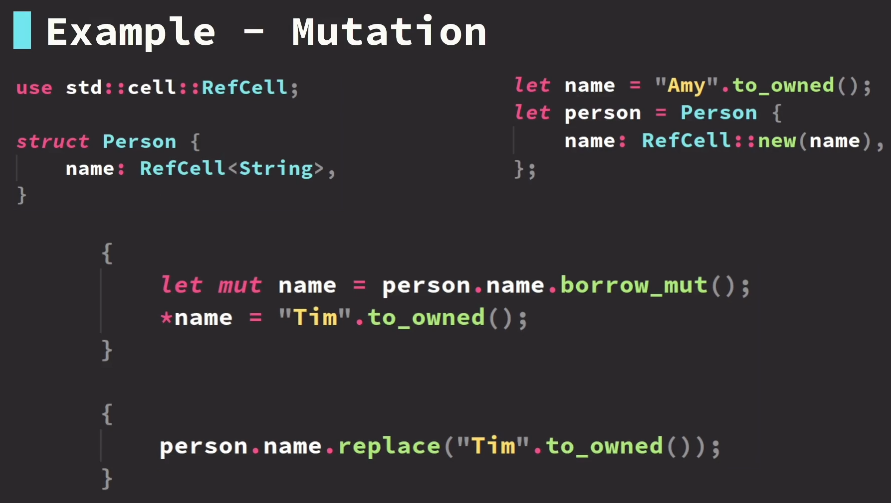 Example - Mutation
use std::cell::RefCell;
struct Person {
    name: RefCell<String>,
}
let name = "Amy".to_owned();
let person = Person {
    name: RefCell::new(name),
};
{
    let mut name = person.name.borrow_mut();
    *name = "Tim".to_owned();
}
{
    person.name.replace("Tim".to_owned());
}